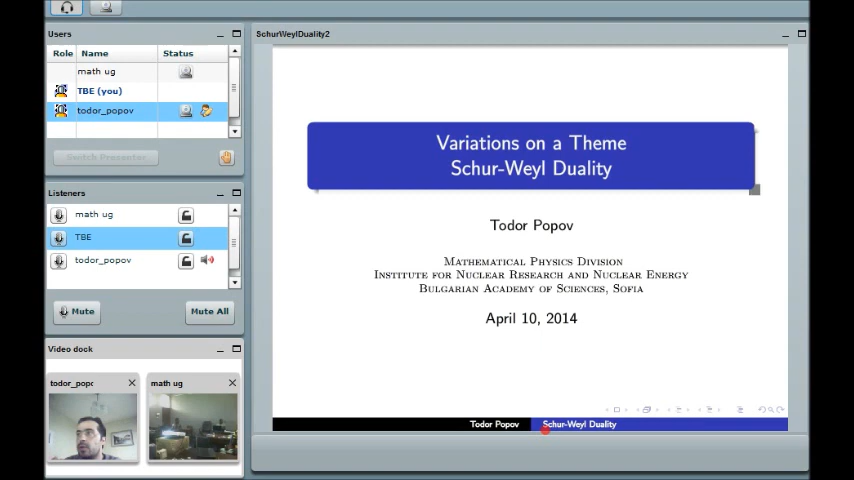 Users
Role Name Status
math ug
TBE (you)
todor_popov
Switch Presenter
Listeners
math ug
TBE
todor_popov
Mute
Mute All
Video dock
todor_popc
math ug
SchurWeylDuality2
Variations on a Theme
Schur-Weyl Duality
Todor Popov
Mathematical Physics Division
Institute for Nuclear Research and Nuclear Energy
Bulgarian Academy of Sciences, Sofia
April 10, 2014
Todor Popov
Schur-Weyl Duality